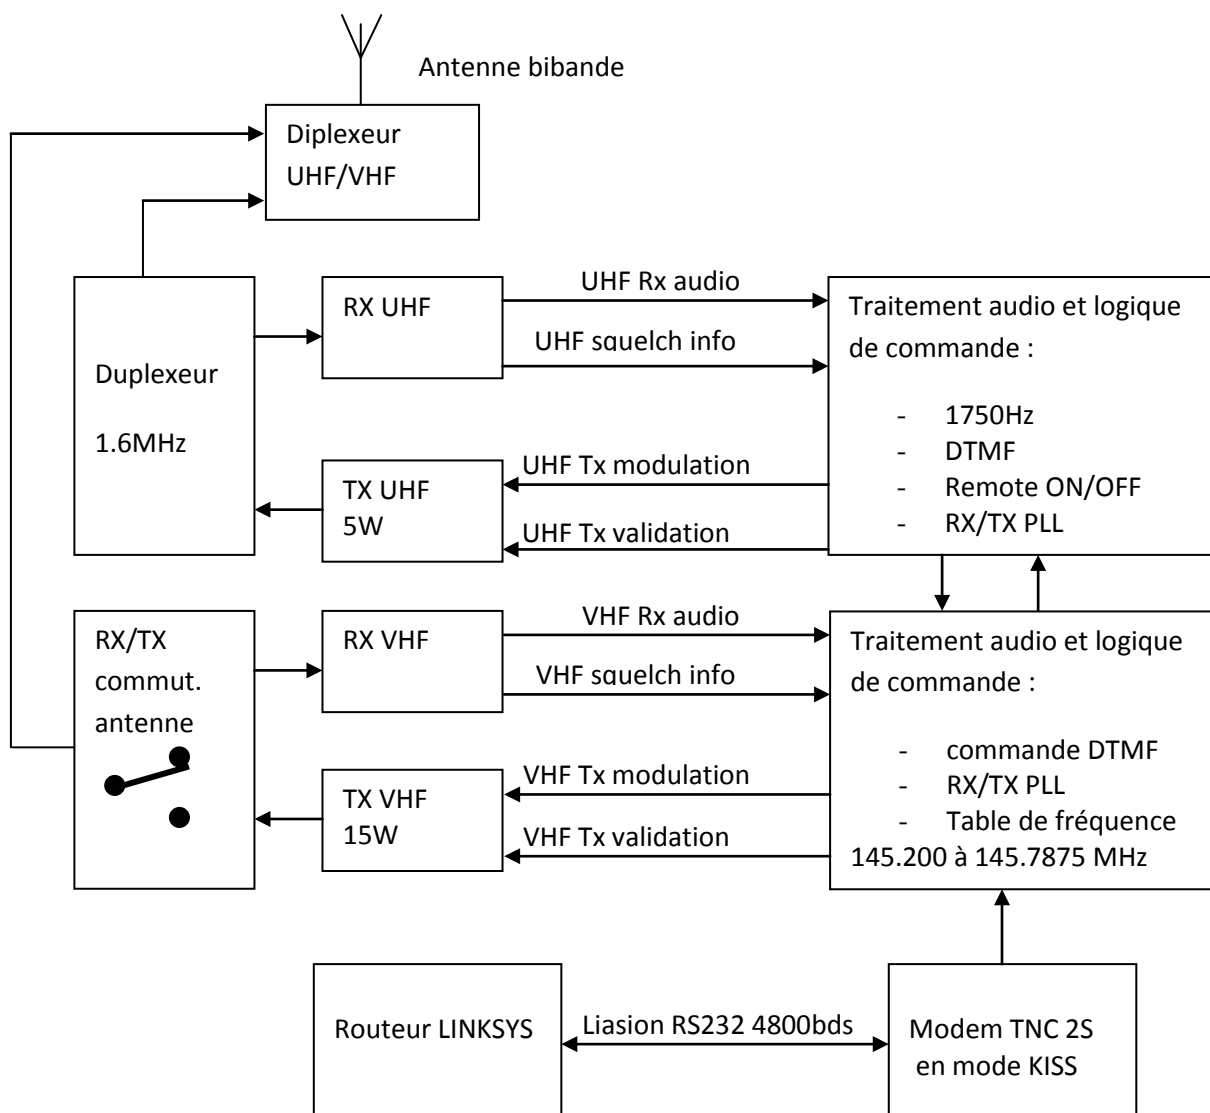 Antenne bibande
Diplexeur
UHF/VHF
Duplexeur
1.6MHz
RX UHF
UHF Rx audio
UHF squelch info
TX UHF
5W
UHF Tx modulation
UHF Tx validation
Traitement audio et logique
de commande :
- 1750Hz
- DTMF
- Remote ON/OFF
- RX/TX PLL
RX/TX
commut.
antenne
RX VHF
VHF Rx audio
VHF squelch info
TX VHF
15W
VHF Tx modulation
VHF Tx validation
Traitement audio et logique
de commande :
- commande DTMF
- RX/TX PLL
- Table de fréquence
145.200 à 145.7875 MHz
Routeur LINKSYS
Liasion RS232 4800bds
Modem TNC 2S
en mode KISS